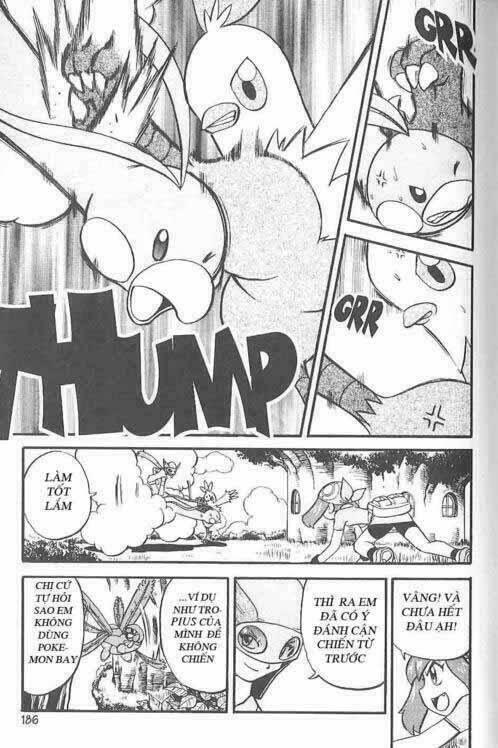 THUMP
GRR
GRR
LÀM
TỐT
LẮM
CHỊ CỨ
TỰ HỎI
SAO EM
KHÔNG
DÙNG
POKE-
MON BAY
...VÍ DỤ
NHƯ TRO-
PIUS CỦA
MÌNH ĐỂ
KHÔNG
CHIẾN
THÌ RA EM
ĐÃ CÓ Ý
ĐÁNH CẬN
CHIẾN TỪ
TRƯỚC
VÂNG! VÀ
CHƯA HẾT
ĐÂU Ạ!
186